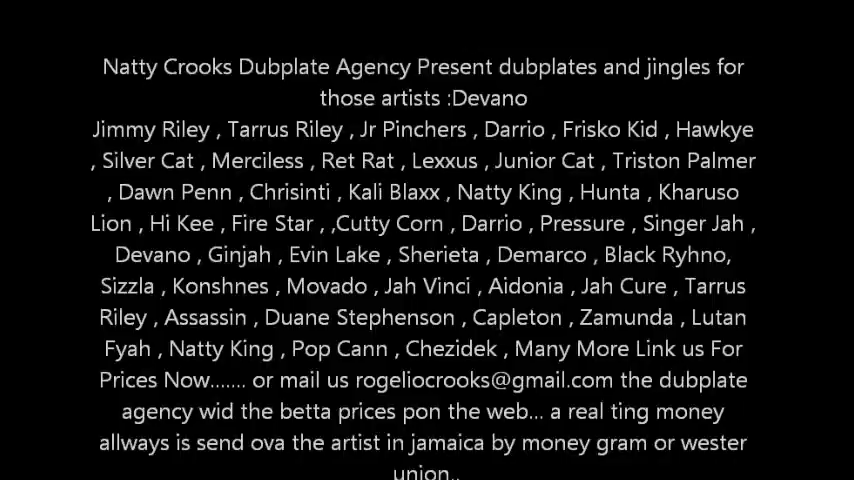 Natty Crooks Dubplate Agency Present dubplates and jingles for
those artists :Devano
Jimmy Riley , Tarrus Riley , Jr Pinchers , Darrio , Frisko Kid , Hawkye
, Silver Cat , Merciless , Ret Rat , Lexxus , Junior Cat , Triston Palmer
, Dawn Penn , Chrisinti , Kali Blaxx , Natty King , Hunta , Kharuso
Lion , Hi Kee , Fire Star , ,Cutty Corn , Darrio , Pressure , Singer Jah ,
Devano , Ginjah , Evin Lake , Sherieta , Demarco , Black Ryhno,
Sizzla , Konshnes , Movado , Jah Vinci , Aidonia , Jah Cure , Tarrus
Riley , Assassin , Duane Stephenson , Capleton , Zamunda , Lutan
Fyah , Natty King , Pop Cann , Chezidek , Many More Link us For
Prices Now....... or mail us rogeliocrooks@gmail.com the dubplate
agency wid the betta prices pon the web... a real ting money
allways is send ova the artist in jamaica by money gram or wester
union..